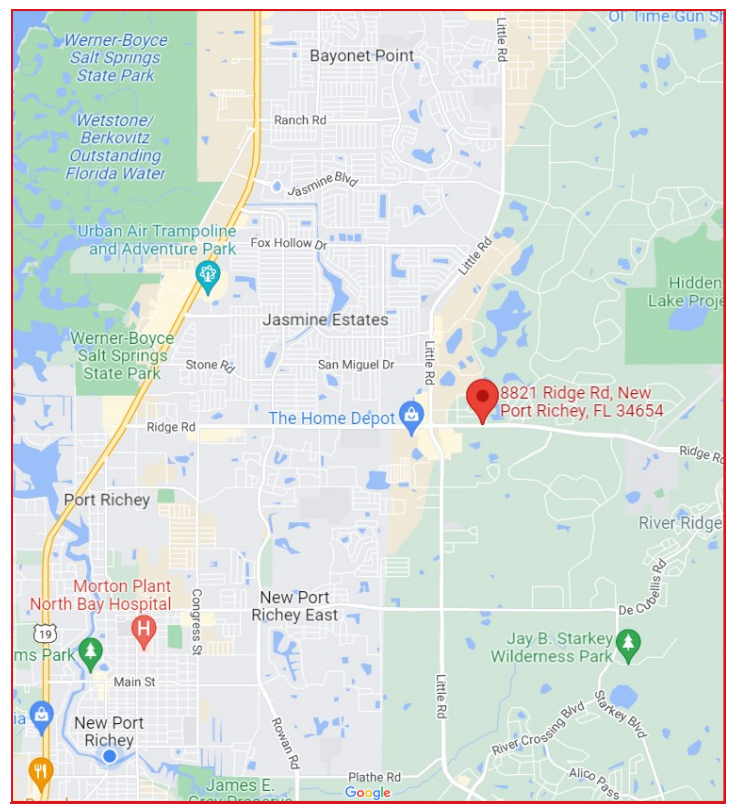 Ol' Time Gun Sh
Little Rd
Werner-Boyce
Salt Springs
State Park
Bayonet Point
Wetstone/
Berkovitz
Outstanding
Florida Water
Ranch Rd
Jasmine Blvd
Urban Air Trampoline
and Adventure Park
Fox Hollow Dr
Little Rd
Hidden
Lake Proje
Jasmine Estates
Werner-Boyce
Salt Springs
State Park
Stone Rd
San Miguel Dr
Little Rd
8821 Ridge Rd, New
Port Richey, FL 34654
The Home Depot
Ridge Rd
Ridge Rd
Port Richey
River Ridge
Morton Plant
North Bay Hospital
H
Congress St
New Port
Richey East
De Cubellis Rd
19
ms Park
Jay B. Starkey
Wilderness Park
Main St
Little Rd
Starkey Blvd
River Crossing Blvd
ia
New Port
Richey
Rowan Rd
Plathe Rd
Alico Pass
James E.
Grey Preserve
Google